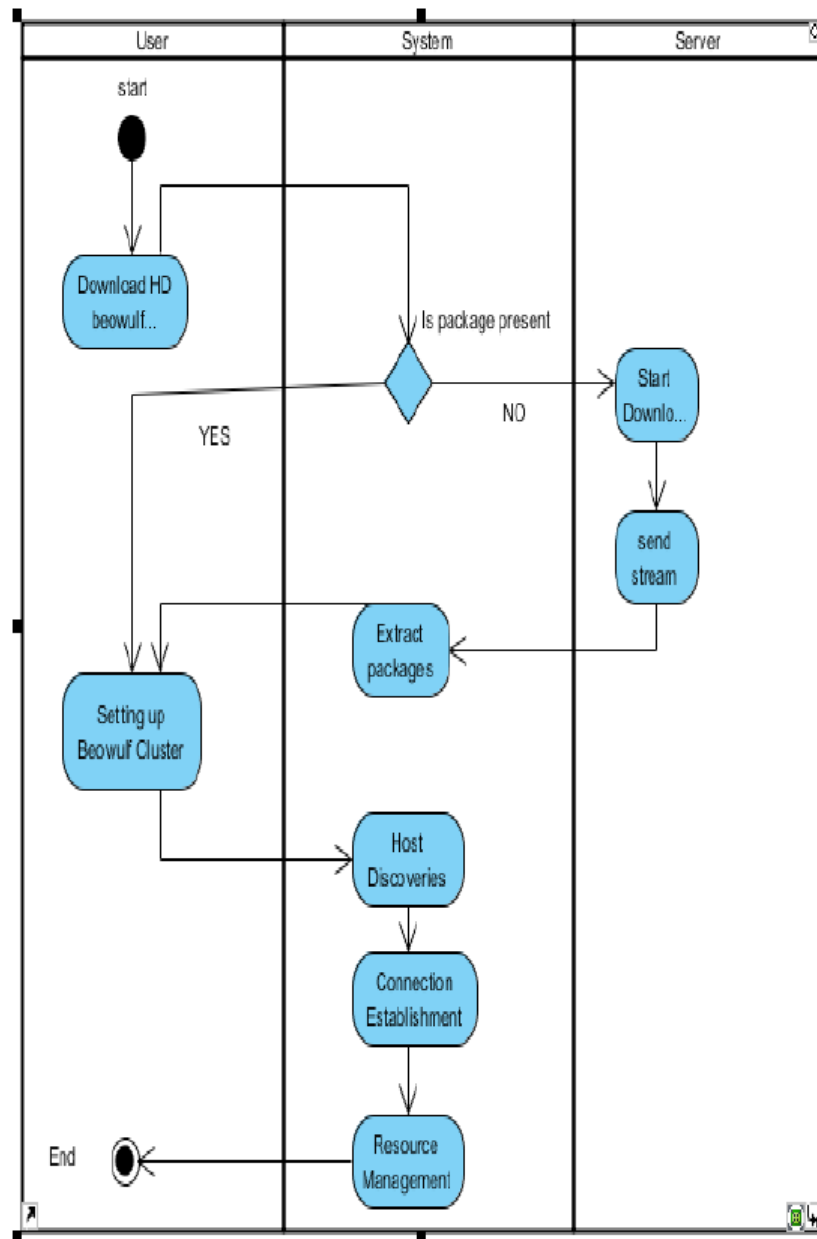 User
System
Server
start
Download HD
beowulf...
Is package present
Start
Downlo...
NO
YES
send
stream
Extract
packages
Setting up
Beowulf Cluster
Host
Discoveries
Connection
Establishment
Resource
Management
End